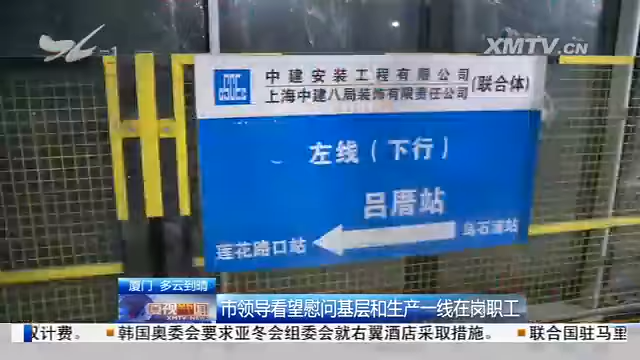 XMTV.CN
中建安装工程有限公司
上海中建八局装饰有限责任公司
(联合体)
左线（下行）
吕厝站
莲花路口站
乌石浦站
厦门 多云到晴
市领导看望慰问基层和生产一线在岗职工
XMTV
仅计费。 ■韩国奥委会要求亚冬会组委会就右翼酒店采取措施。 ■联合国驻马里